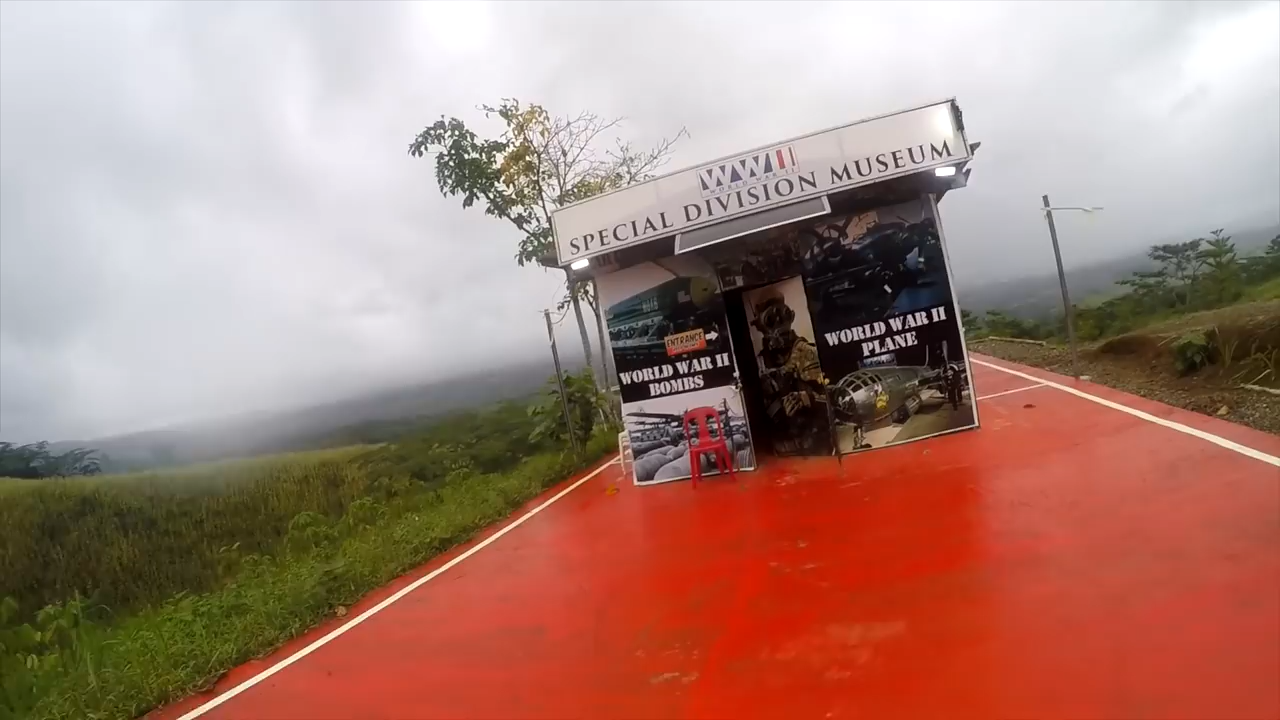 WWII
WORLD WAR II
SPECIAL DIVISION MUSEUM
ENTRANCE
WORLD WAR II
BOMBS
WORLD WAR II
PLANE